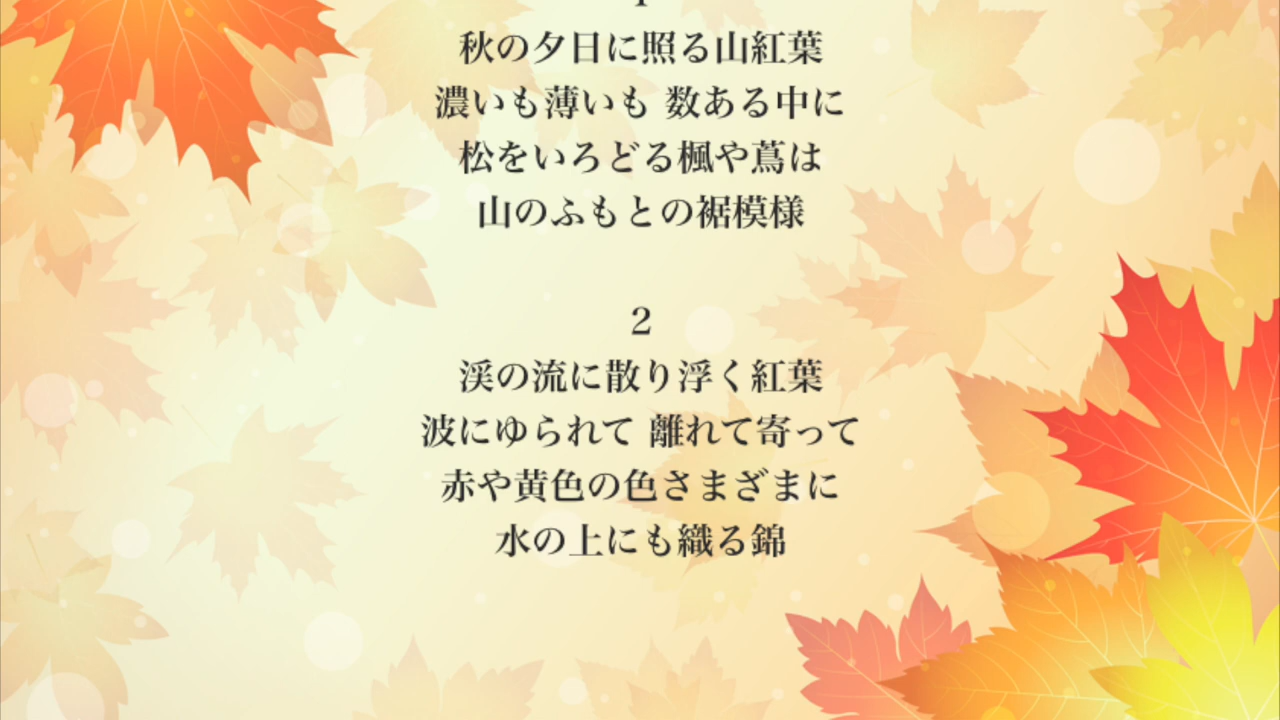 秋の夕日に照る山紅葉
濃いも薄いも 数ある中に
松をいろどる楓や蔦は
山のふもとの裾模様
2
渓の流に散り浮く紅葉
波にゆられて 離れて寄って
赤や黄色の色さまざまに
水の上にも織る錦